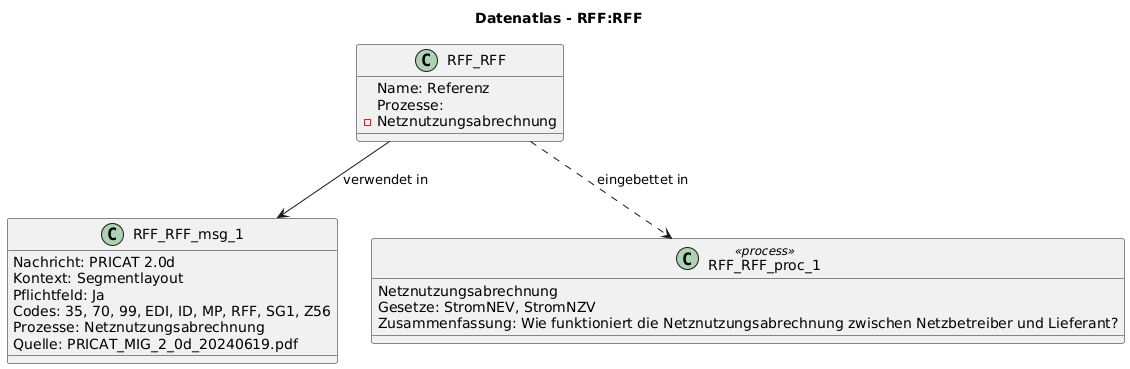 Datenatlas - RFF:RFF
C RFF_RFF
Name: Referenz
Prozesse:
Netznutzungsabrechnung
verwendet in
eingebettet in
C RFF_RFF_msg_1
Nachricht: PRICAT 2.0d
Kontext: Segmentlayout
Pflichtfeld: Ja
Codes: 35, 70, 99, EDI, ID, MP, RFF, SG1, Z56
Prozesse: Netznutzungsabrechnung
Quelle: PRICAT_MIG_2_0d_20240619.pdf
«process»
C RFF_RFF_proc_1
Netznutzungsabrechnung
Gesetze: StromNEV, StromNZV
Zusammenfassung: Wie funktioniert die Netznutzungsabrechnung zwischen Netzbetreiber und Lieferant?